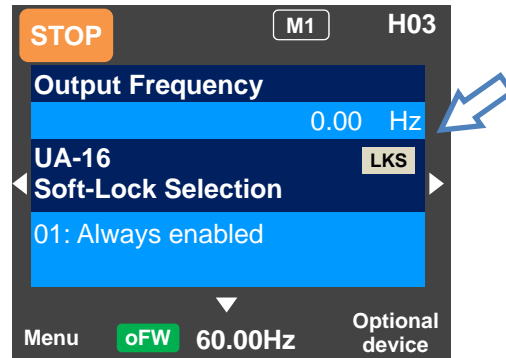 STOP M1 H03
Output Frequency
0.00 Hz
UA-16 LKS
Soft-Lock Selection
01: Always enabled
Menu oFW 60.00Hz Optional
device